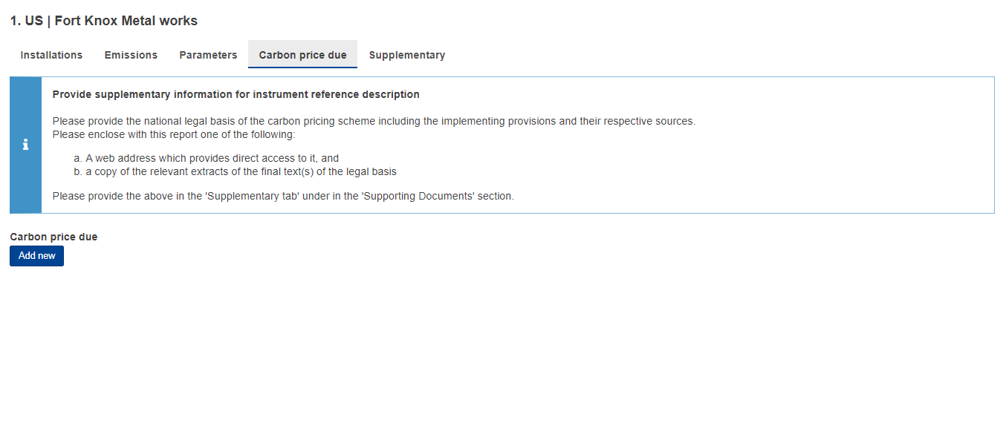 1. US | Fort Knox Metal works
Installations Emissions Parameters Carbon price due Supplementary
Provide supplementary information for instrument reference description
Please provide the national legal basis of the carbon pricing scheme including the implementing provisions and their respective sources.
Please enclose with this report one of the following:
a. A web address which provides direct access to it, and
b. a copy of the relevant extracts of the final text(s) of the legal basis
Please provide the above in the 'Supplementary tab' under in the 'Supporting Documents' section.
Carbon price due
Add new